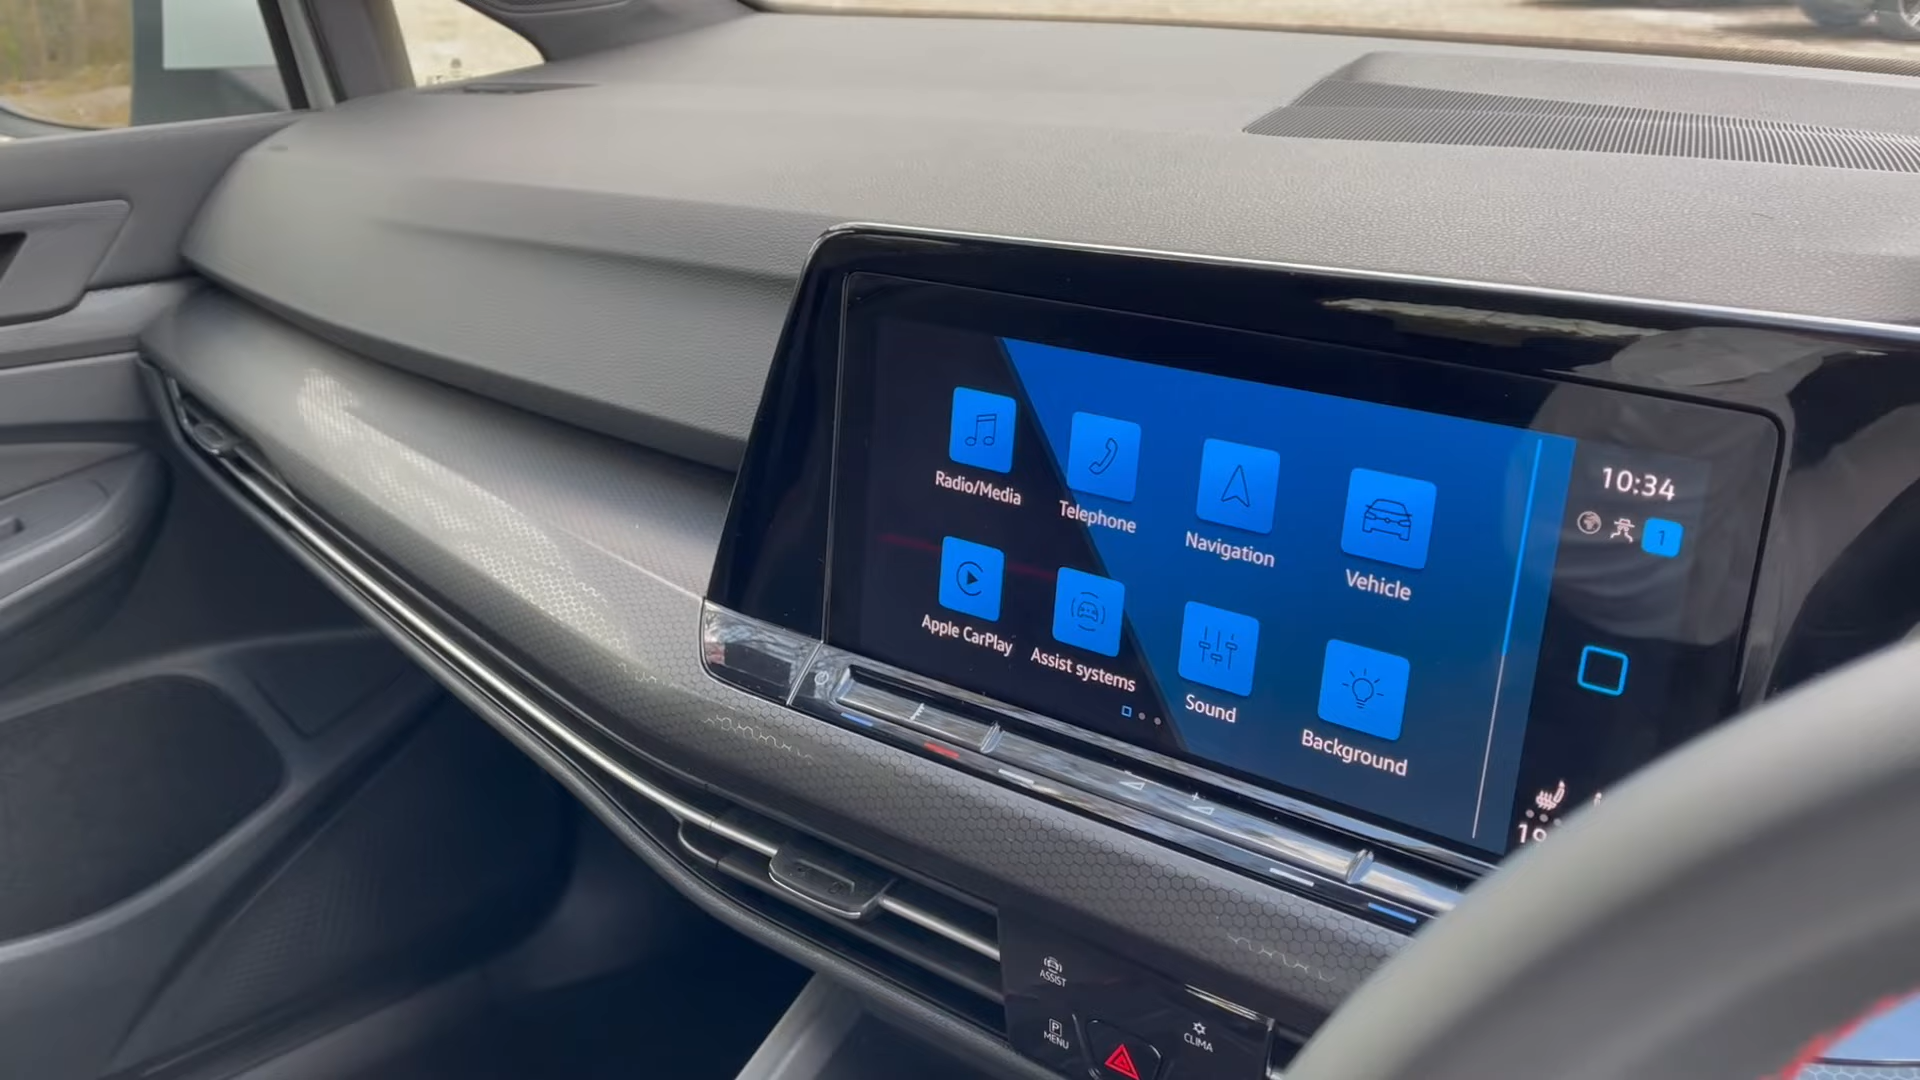 10:34
1
Radio/Media
Telephone
Navigation
Vehicle
Apple CarPlay
Assist systems
Sound
Background
ASSIST
P
MENU
CLIMA